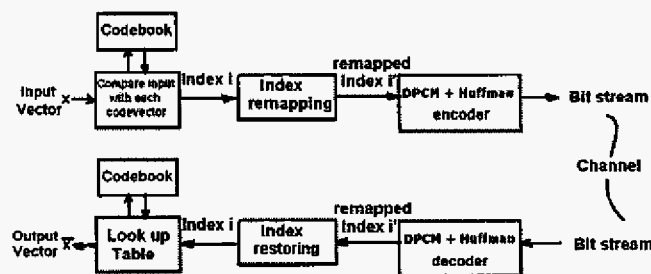 Codebook
Input
Vector x
Compare input
with each
codevector
Index i
Index
remapping
remapped
Index i'
DPCM + Huffman
encoder
Bit stream
Channel
Codebook
Output
Vector x̅
Look up
Table
Index i
Index
restoring
remapped
Index i'
DPCM + Huffman
decoder
Bit stream